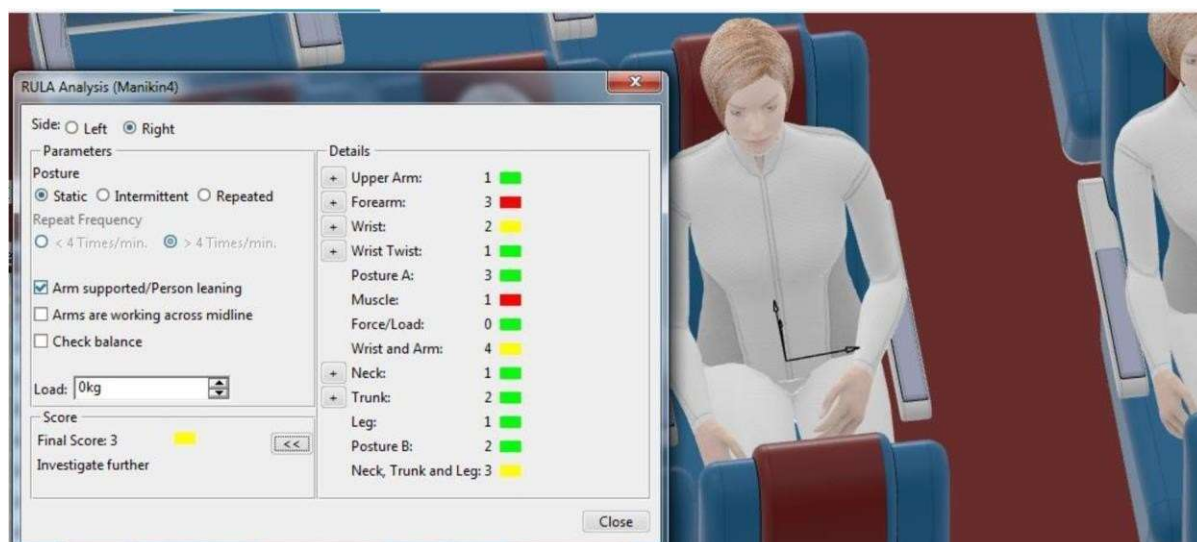 RULA Analysis (Manikin4)
Side: Left Right
Parameters
Posture
Static Intermittent Repeated
Repeat Frequency
< 4 Times/min. > 4 Times/min.
Arm supported/Person leaning
Arms are working across midline
Check balance
Load: 0kg
Score
Final Score: 3
<<
Investigate further
Details
+ Upper Arm: 1
+ Forearm: 3
+ Wrist: 2
+ Wrist Twist: 1
Posture A: 3
Muscle: 1
Force/Load: 0
Wrist and Arm: 4
+ Neck: 1
+ Trunk: 2
Leg: 1
Posture B: 2
Neck, Trunk and Leg: 3
Close